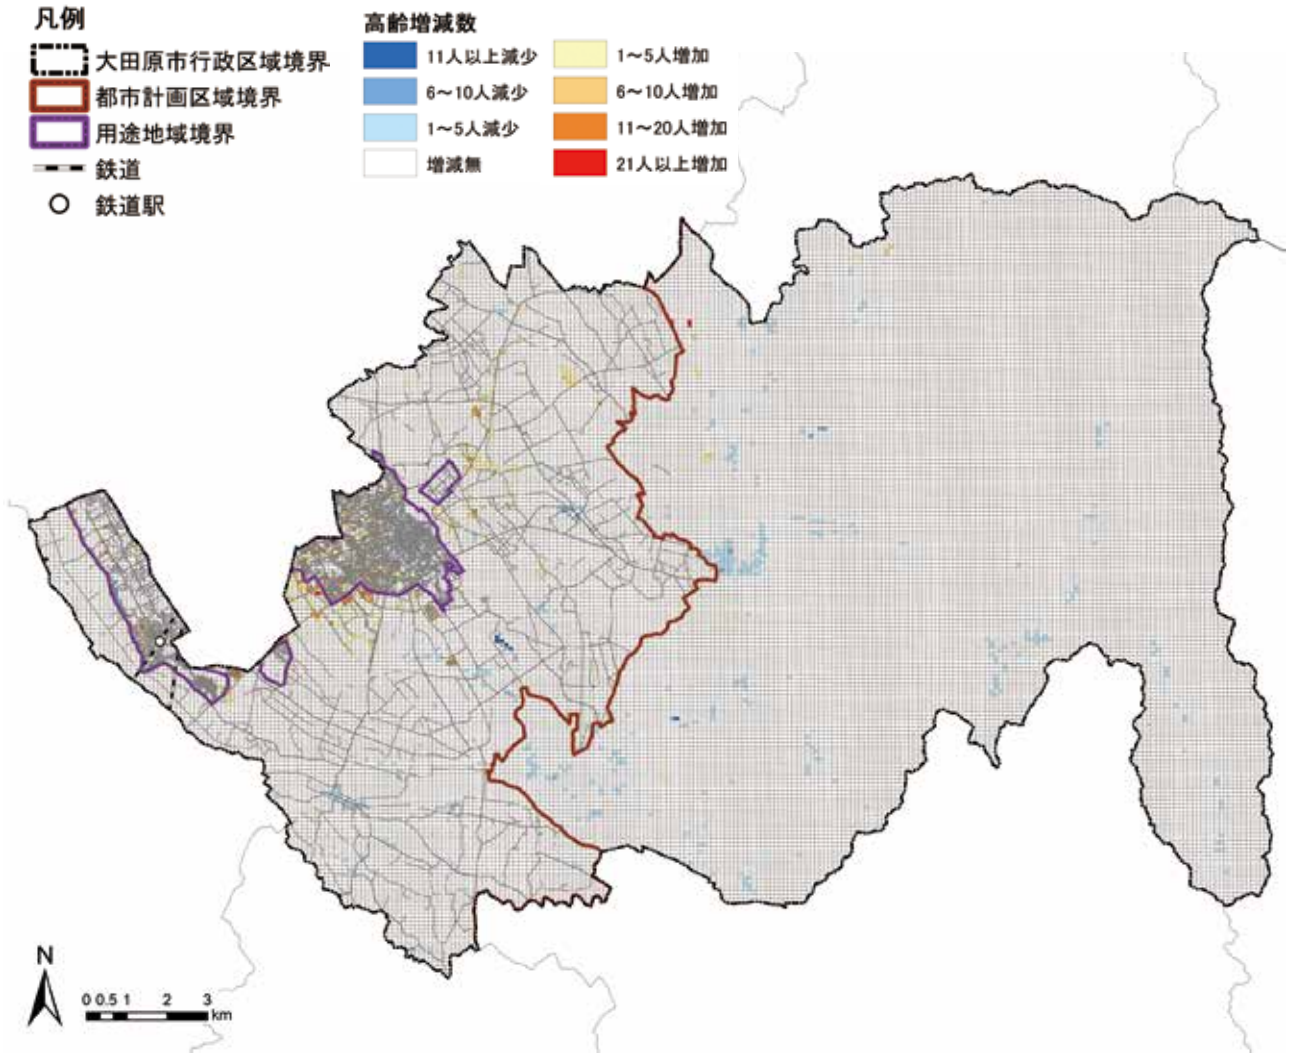 凡例
大田原市行政区域境界
都市計画区域境界
用途地域境界
鉄道
鉄道駅
高齢増減数
11人以上減少
6～10人減少
1～5人減少
増減無
1～5人増加
6～10人増加
11～20人増加
21人以上増加
N
0 0.5 1 2 3
km